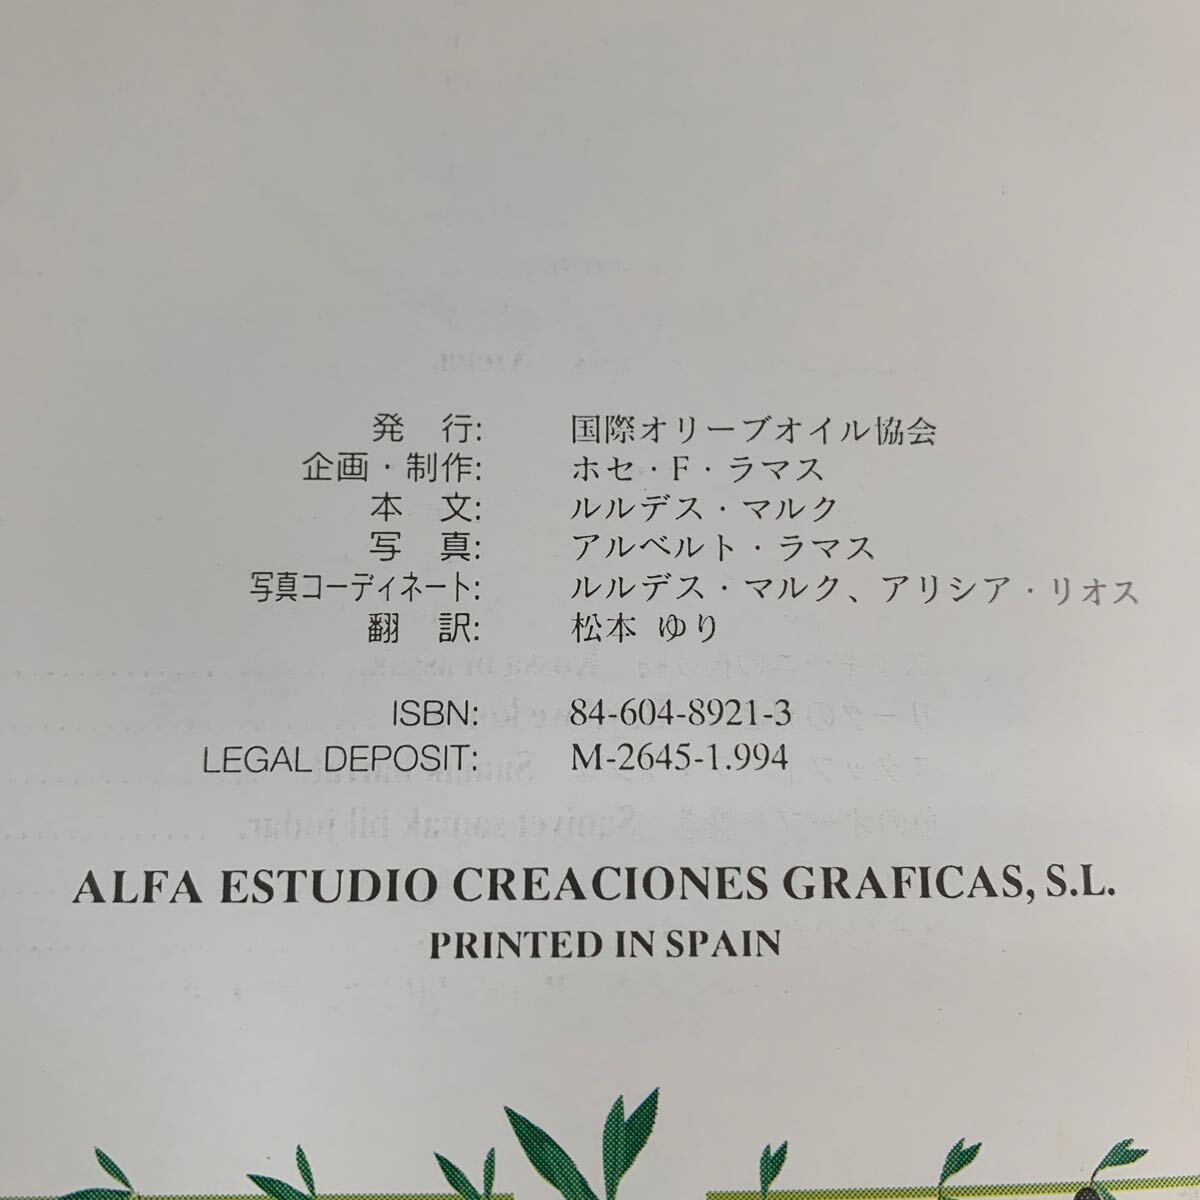 発　行: 国際オリーブオイル協会
企画・制作: ホセ・F・ラマス
本　文: ルルデス・マルク
写　真: アルベルト・ラマス
写真コーディネート: ルルデス・マルク、アリシア・リオス
翻　訳: 松本 ゆり
ISBN: 84-604-8921-3
LEGAL DEPOSIT: M-2645-1.994
ALFA ESTUDIO CREACIONES GRAFICAS, S.L.
PRINTED IN SPAIN